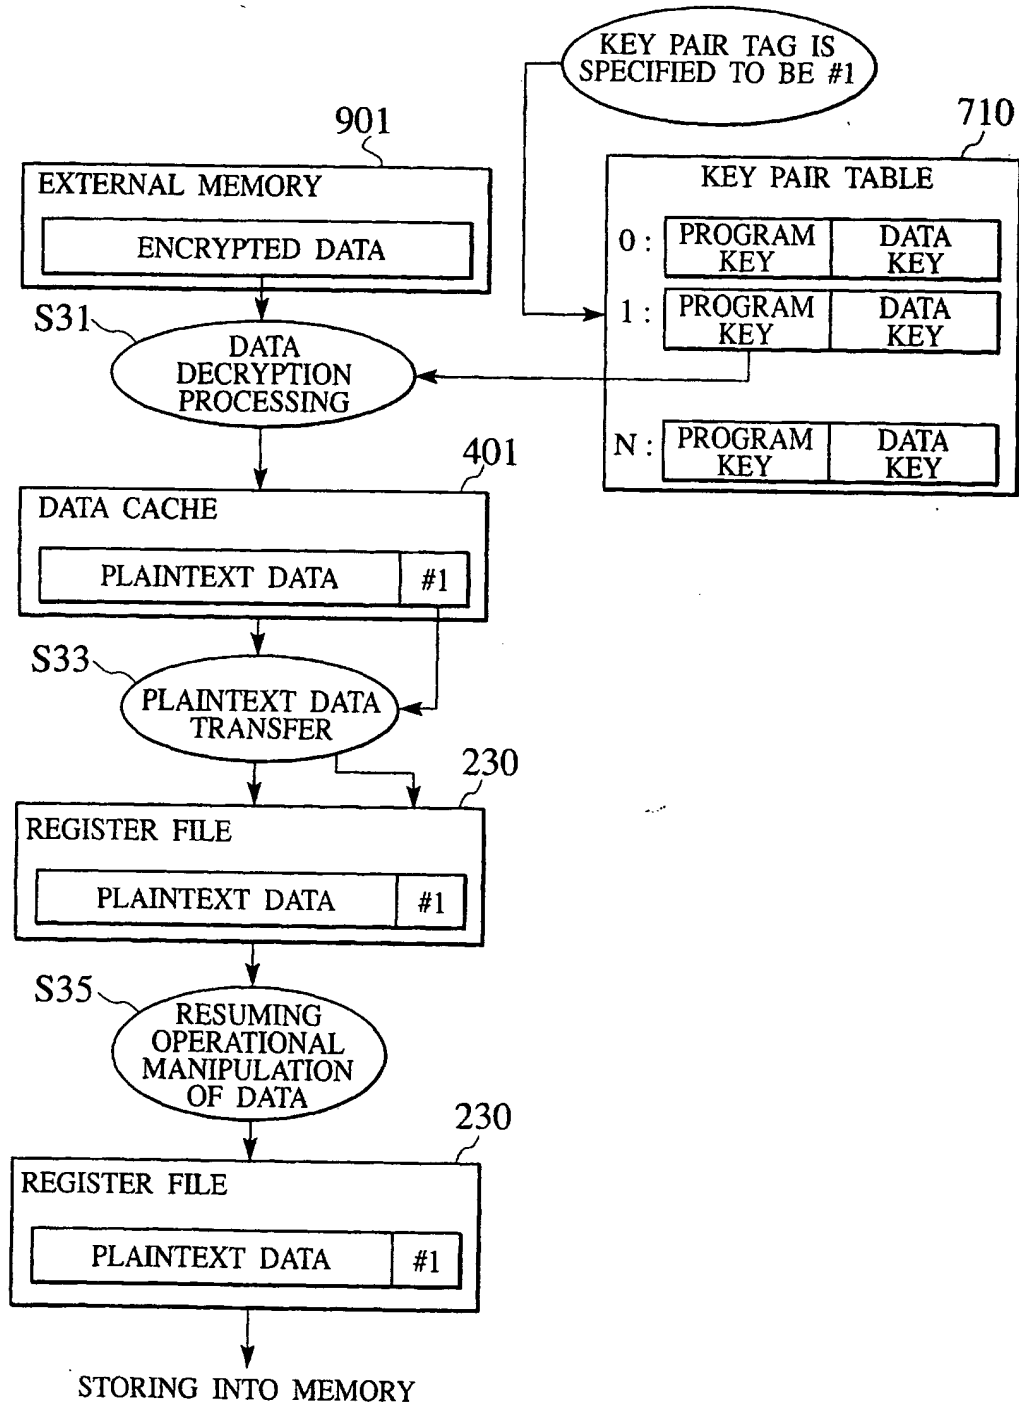 KEY PAIR TAG IS
SPECIFIED TO BE #1
901
EXTERNAL MEMORY
ENCRYPTED DATA
710
KEY PAIR TABLE
0 : PROGRAM KEY DATA KEY
1 : PROGRAM KEY DATA KEY
N : PROGRAM KEY DATA KEY
S31
DATA
DECRYPTION
PROCESSING
401
DATA CACHE
PLAINTEXT DATA #1
S33
PLAINTEXT DATA
TRANSFER
230
REGISTER FILE
PLAINTEXT DATA #1
S35
RESUMING
OPERATIONAL
MANIPULATION
OF DATA
230
REGISTER FILE
PLAINTEXT DATA #1
STORING INTO MEMORY